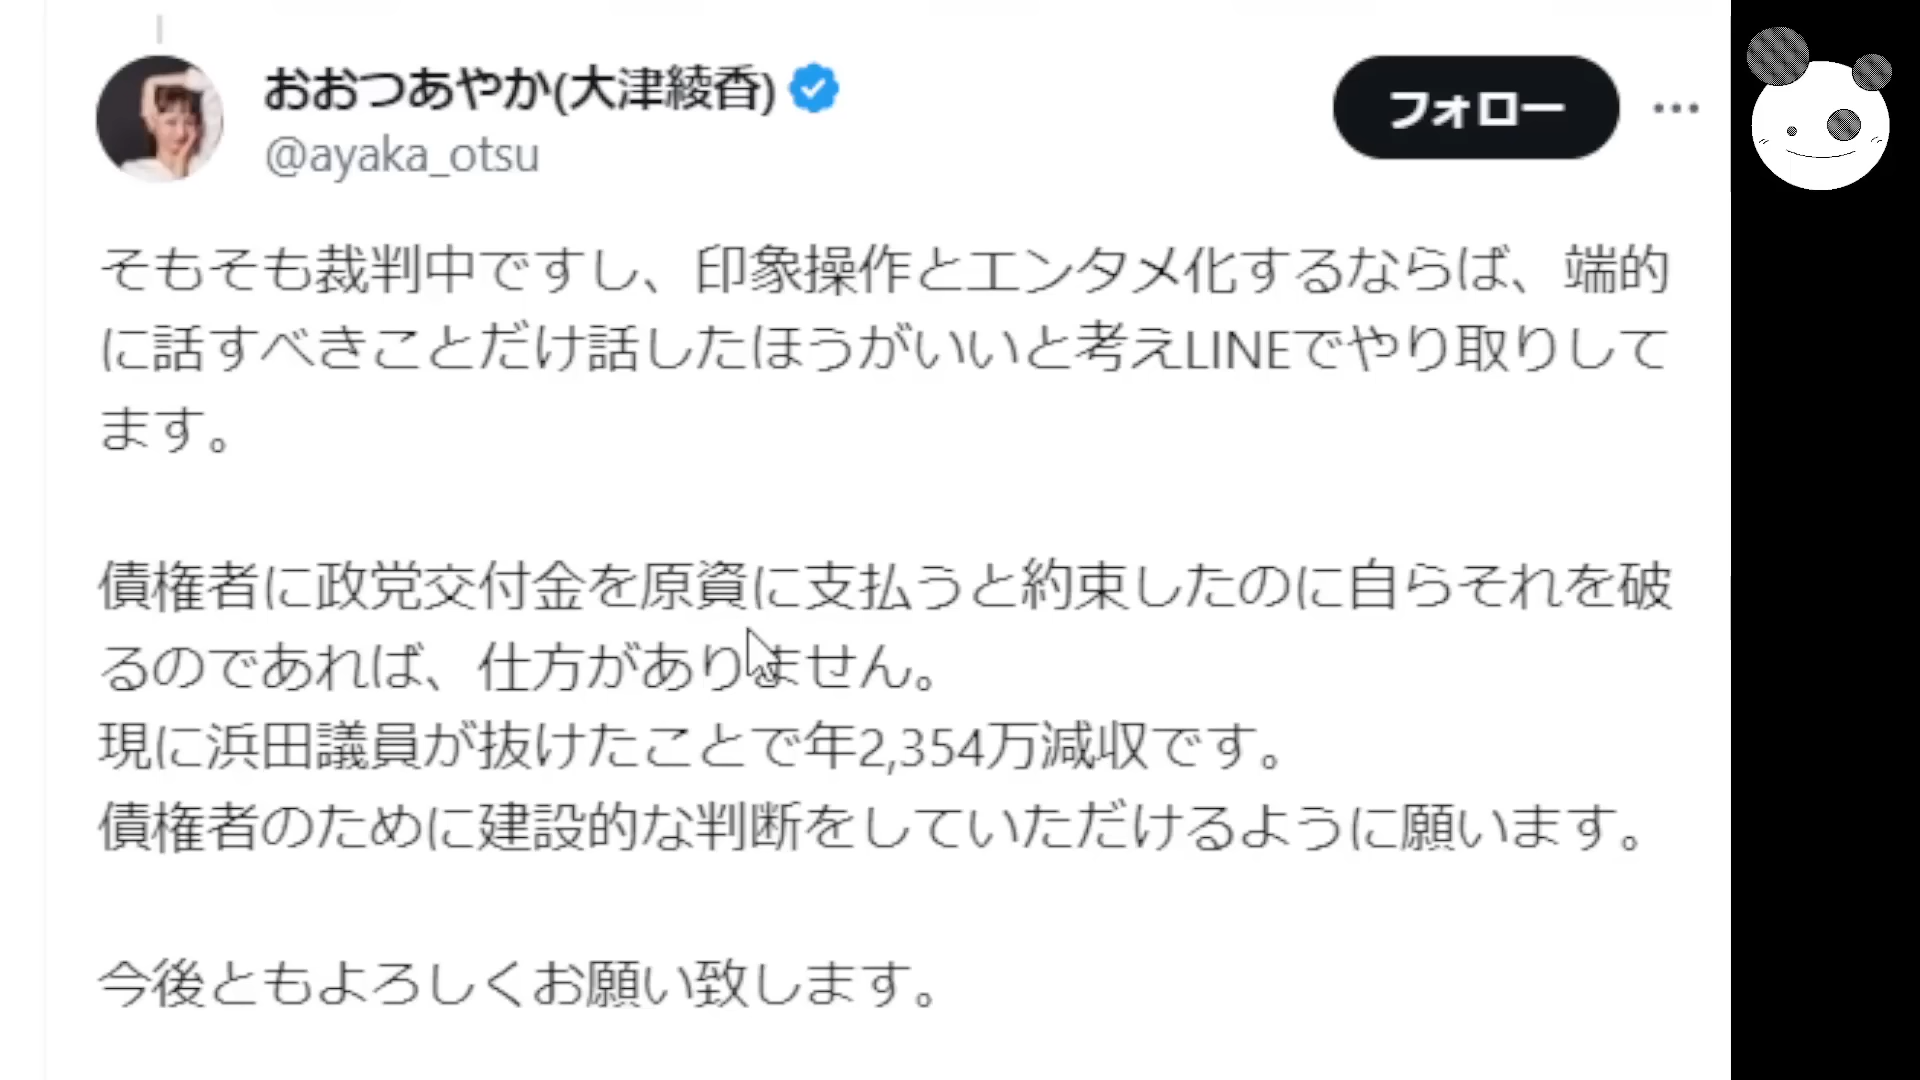 おおつあやか(大津綾香)
@ayaka_otsu
フォロー
そもそも裁判中ですし、印象操作とエンタメ化するならば、端的
に話すべきことだけ話したほうがいいと考えLINEでやり取りして
ます。
債権者に政党交付金を原資に支払うと約束したのに自らそれを破
るのであれば、仕方がありません。
現に浜田議員が抜けたことで年2,354万減収です。
債権者のために建設的な判断をしていただけるように願います。
今後ともよろしくお願い致します。